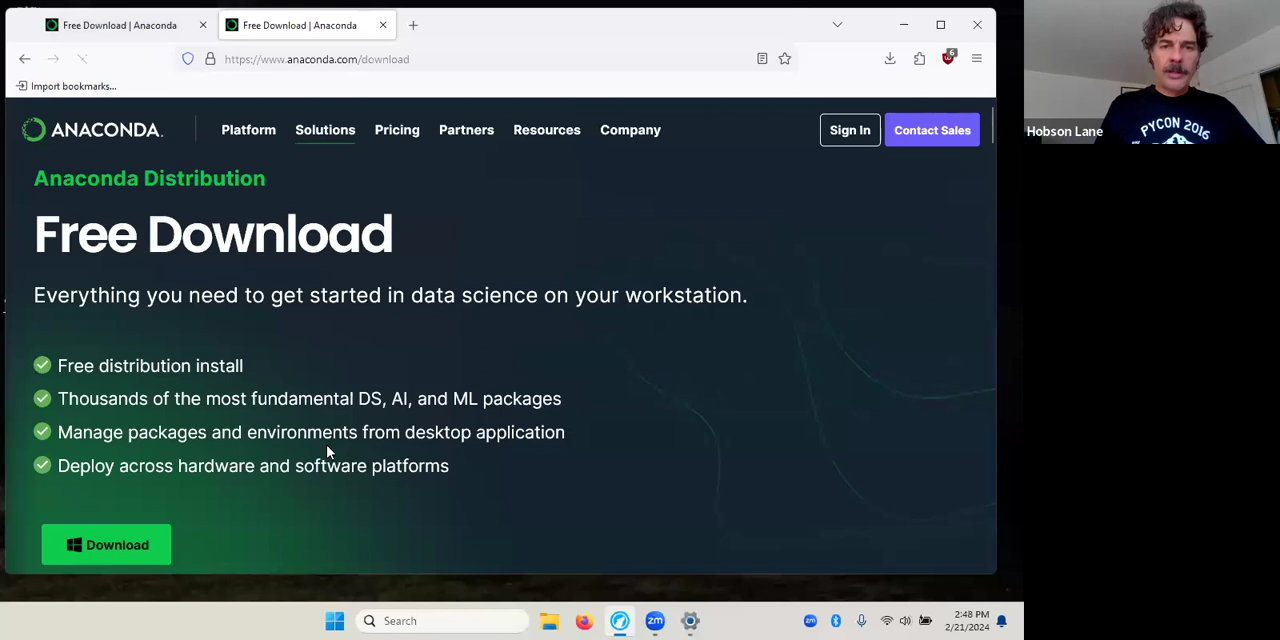 Free Download | Anaconda
Free Download | Anaconda
https://www.anaconda.com/download
6
Import bookmarks...
ANACONDA.
Platform
Solutions
Pricing
Partners
Resources
Company
Sign In
Contact Sales
Anaconda Distribution
Free Download
Everything you need to get started in data science on your workstation.
Free distribution install
Thousands of the most fundamental DS, AI, and ML packages
Manage packages and environments from desktop application
Deploy across hardware and software platforms
Download
Search
zm
zm
2:48 PM
2/21/2024
PYCON 2016
Hobson Lane